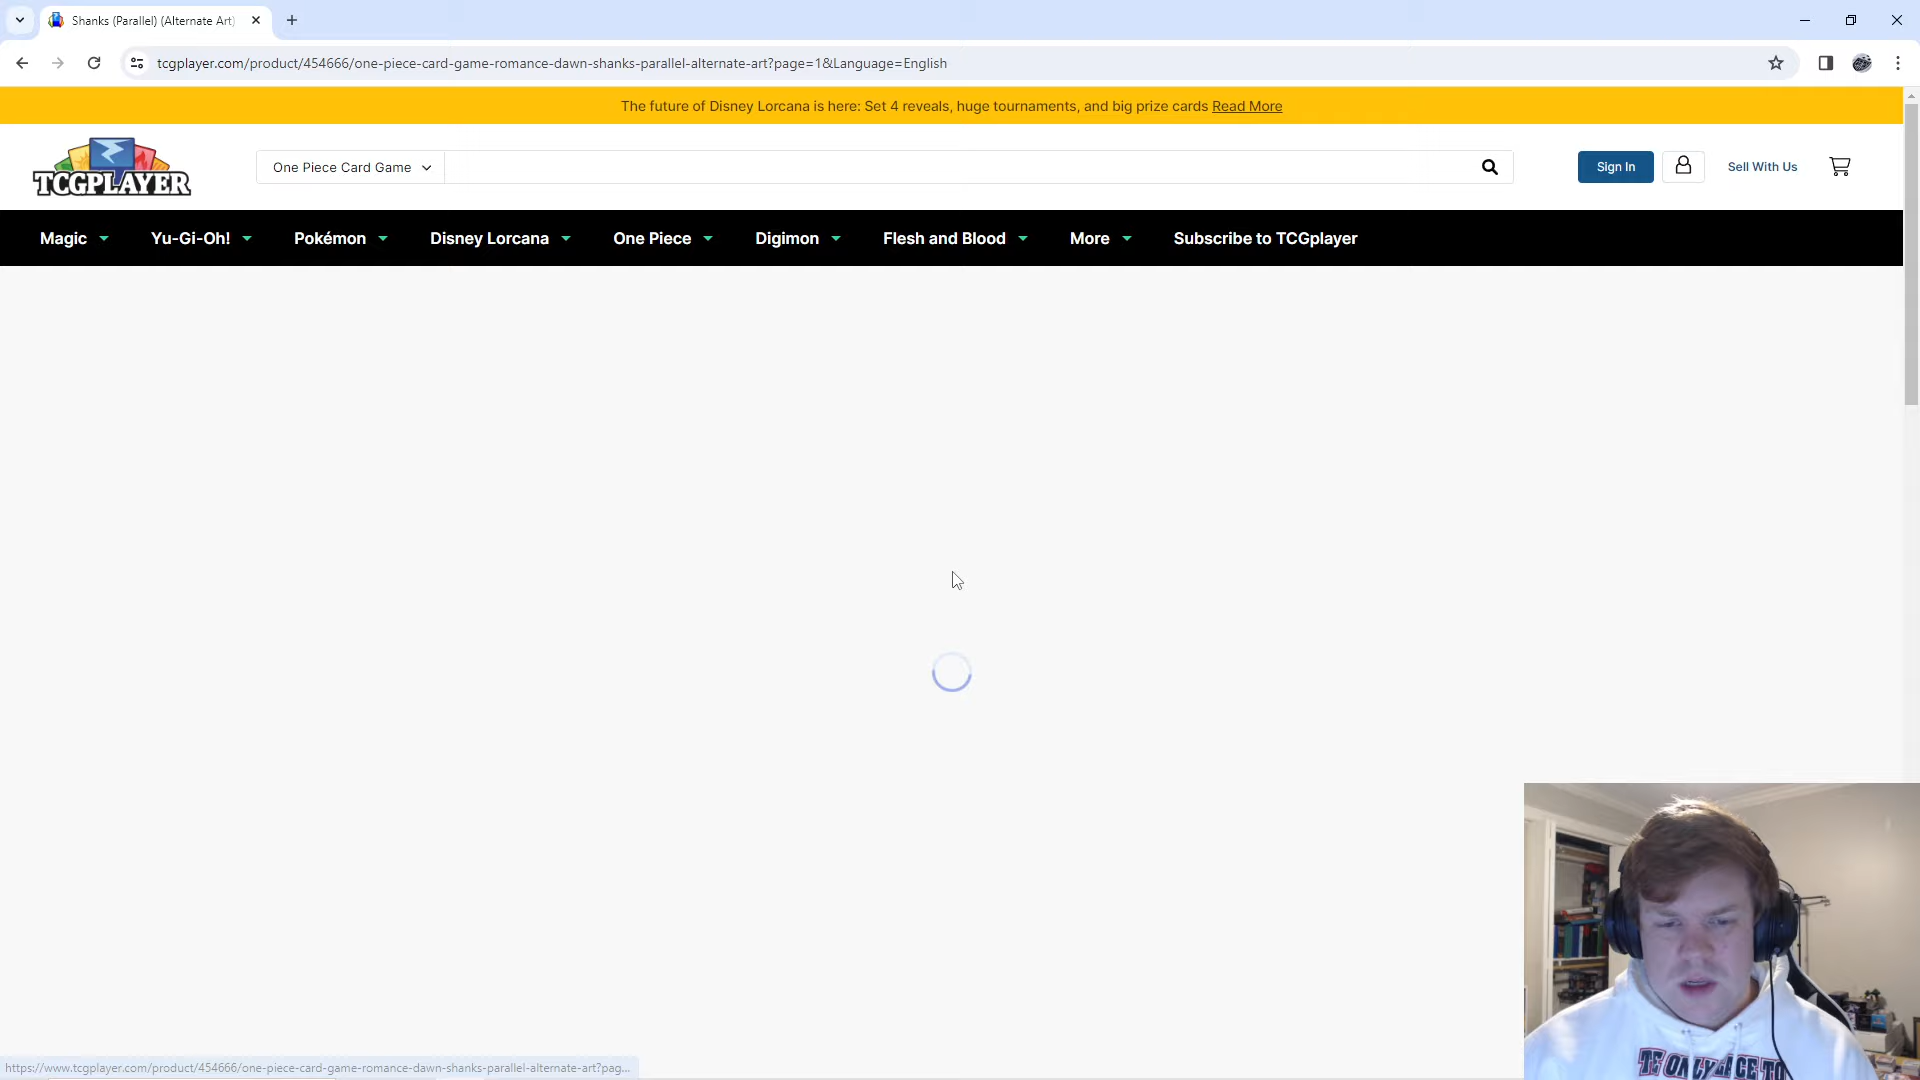 Shanks (Parallel) (Alternate Art)
tcgplayer.com/product/454666/one-piece-card-game-romance-dawn-shanks-parallel-alternate-art?page=1&Language=English
The future of Disney Lorcana is here: Set 4 reveals, huge tournaments, and big prize cards Read More
TCGPLAYER
One Piece Card Game
Sign In
Sell With Us
Magic Yu-Gi-Oh! Pokémon Disney Lorcana One Piece Digimon Flesh and Blood More Subscribe to TCGplayer
https://www.tcgplayer.com/product/454666/one-piece-card-game-romance-dawn-shanks-parallel-alternate-art?pag...